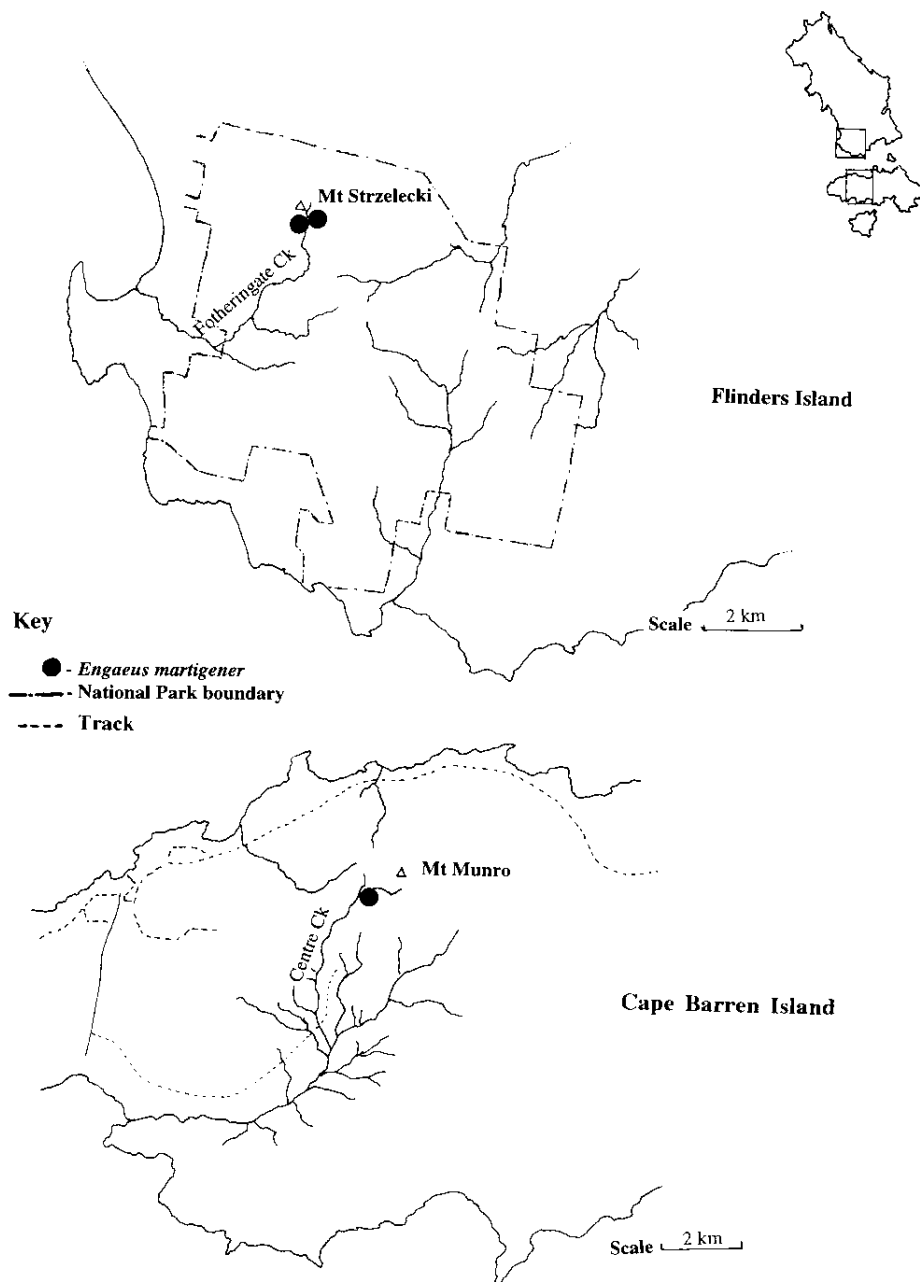 Mt Strzelecki
Fotheringate Ck
Flinders Island
Scale 2 km
Key
- Engaeus martigener
- National Park boundary
Track
Mt Munro
Centre Ck
Cape Barren Island
Scale 2 km